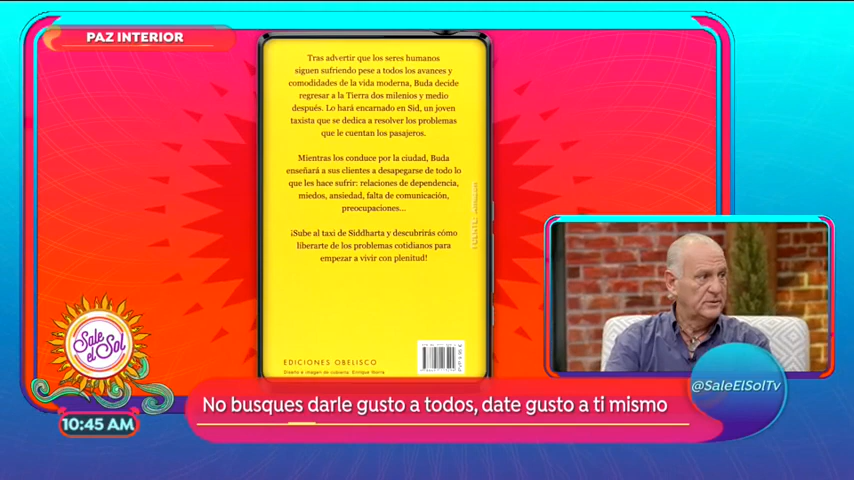 PAZ INTERIOR
Tras advertir que los seres humanos
siguen sufriendo pese a todos los avances y
comodidades de la vida moderna, Buda decide
regresar a la Tierra dos milenios y medio
después. Lo hará encarnado en Sid, un joven
taxista que se dedica a resolver los problemas
que le cuentan los pasajeros.
Mientras los conduce por la ciudad, Buda
enseñará a sus clientes a desapegarse de todo lo
que les hace sufrir: relaciones de dependencia,
miedos, ansiedad, falta de comunicación,
preocupaciones...
¡Sube al taxi de Siddharta y descubrirás cómo
liberarte de los problemas cotidianos para
empezar a vivir con plenitud!
EDICIONES OBELISCO
Sale
el Sol
@SaleElSolTv
No busques darle gusto a todos, date gusto a ti mismo
10:45 AM